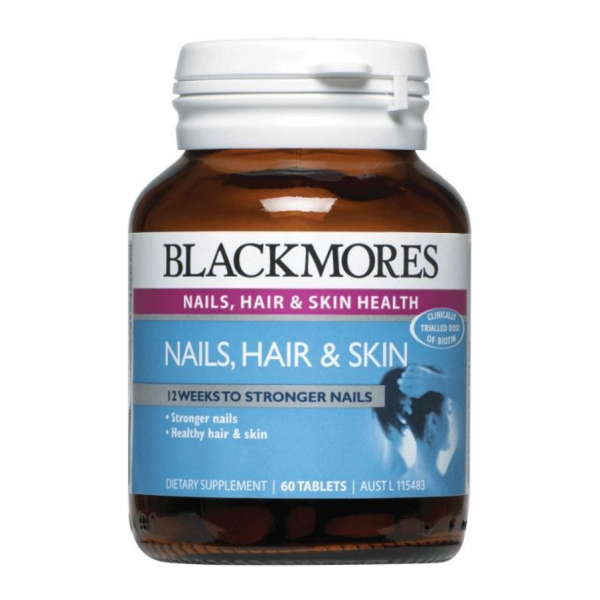 BLACKMORES
NAILS, HAIR & SKIN HEALTH
CLINICALLY
TRIALLED DOSE
OF BIOTIN
NAILS, HAIR & SKIN
12 WEEKS TO STRONGER NAILS
• Stronger nails
• Healthy hair & skin
DIETARY SUPPLEMENT | 60 TABLETS | AUST L 115483